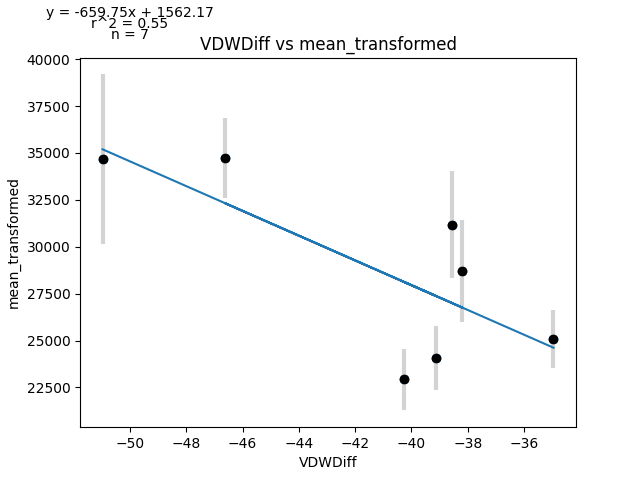 y = -659.75x + 1562.17
r^2 = 0.55
n = 7
VDWDiff vs mean_transformed
40000
37500
35000
32500
30000
27500
25000
22500
mean_transformed
−50
−48
−46
−44
−42
−40
−38
−36
VDWDiff